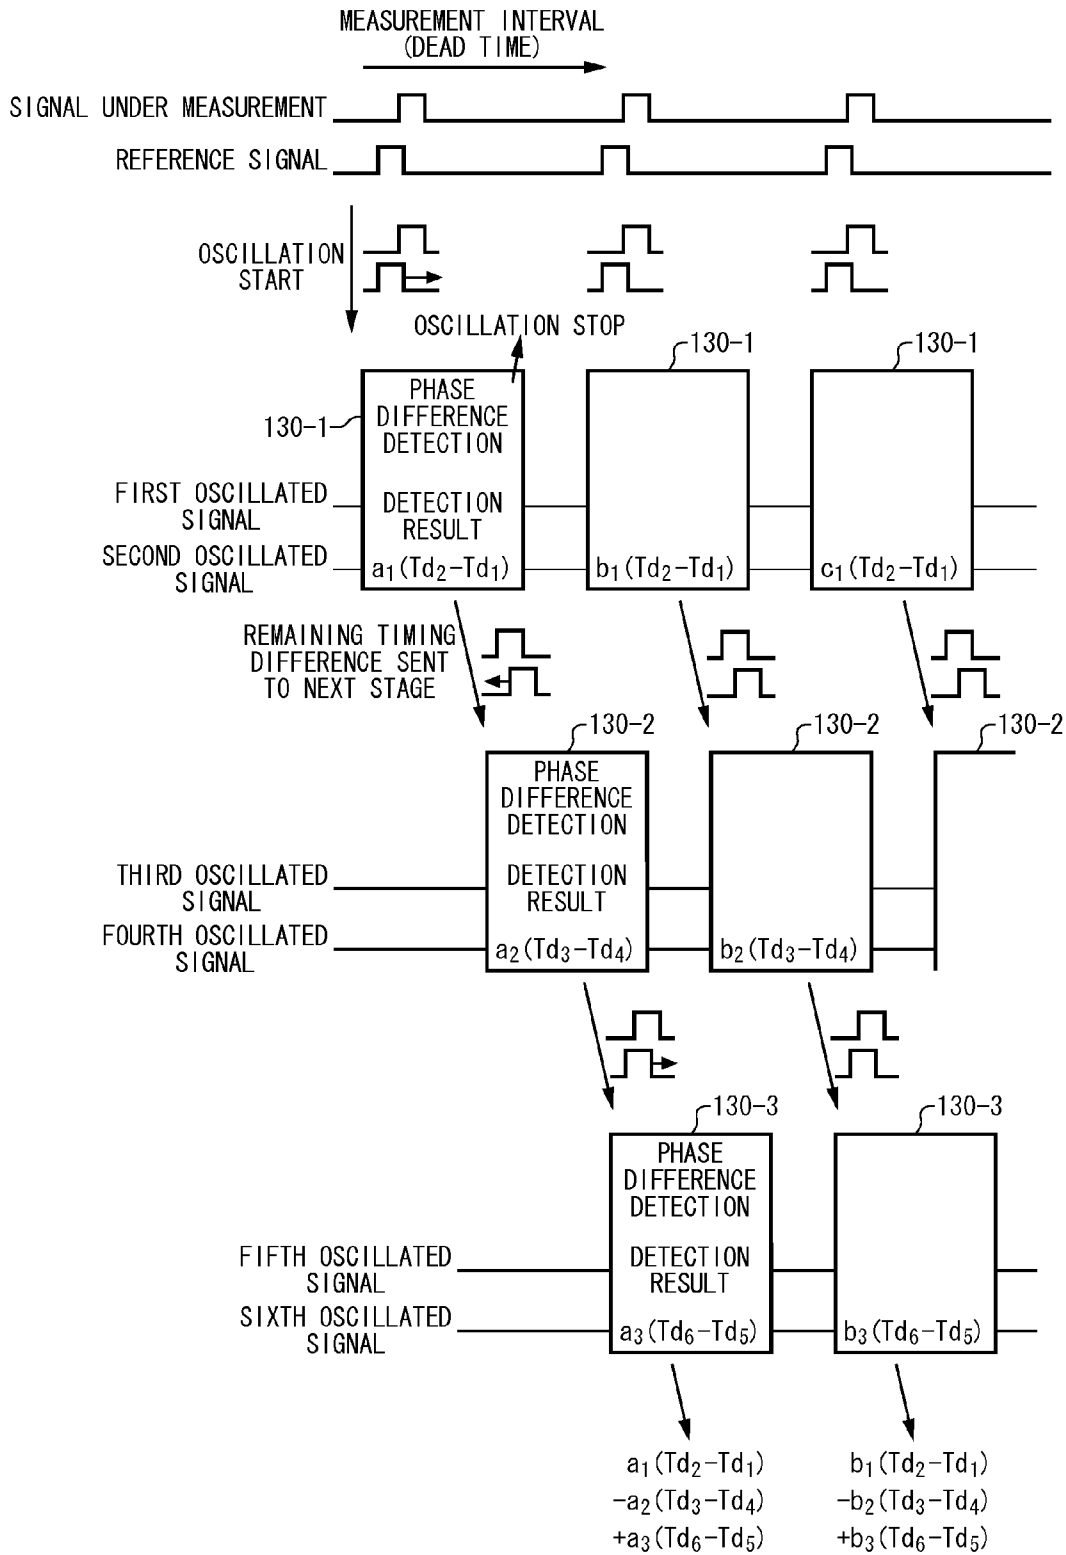 MEASUREMENT INTERVAL
(DEAD TIME)
SIGNAL UNDER MEASUREMENT
REFERENCE SIGNAL
OSCILLATION
START
OSCILLATION STOP
130-1
130-1
130-1
PHASE
DIFFERENCE
DETECTION
FIRST OSCILLATED
SIGNAL
DETECTION
RESULT
SECOND OSCILLATED
SIGNAL
a₁(Td₂-Td₁)
b₁(Td₂-Td₁)
c₁(Td₂-Td₁)
REMAINING TIMING
DIFFERENCE SENT
TO NEXT STAGE
130-2
130-2
130-2
PHASE
DIFFERENCE
DETECTION
THIRD OSCILLATED
SIGNAL
DETECTION
RESULT
FOURTH OSCILLATED
SIGNAL
a₂(Td₃-Td₄)
b₂(Td₃-Td₄)
130-3
130-3
PHASE
DIFFERENCE
DETECTION
FIFTH OSCILLATED
SIGNAL
DETECTION
RESULT
SIXTH OSCILLATED
SIGNAL
a₃(Td₆-Td₅)
b₃(Td₆-Td₅)
a₁(Td₂-Td₁)
-a₂(Td₃-Td₄)
+a₃(Td₆-Td₅)
b₁(Td₂-Td₁)
-b₂(Td₃-Td₄)
+b₃(Td₆-Td₅)